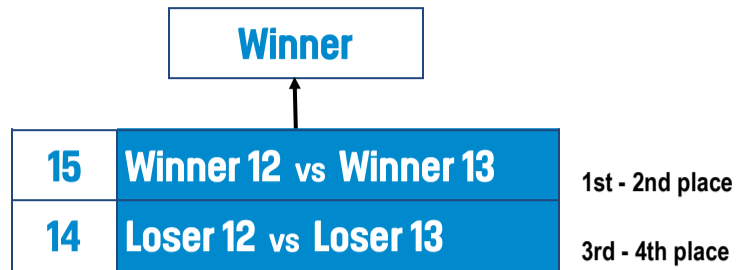 Winner
15 Winner 12 vs Winner 13 1st - 2nd place
14 Loser 12 vs Loser 13 3rd - 4th place